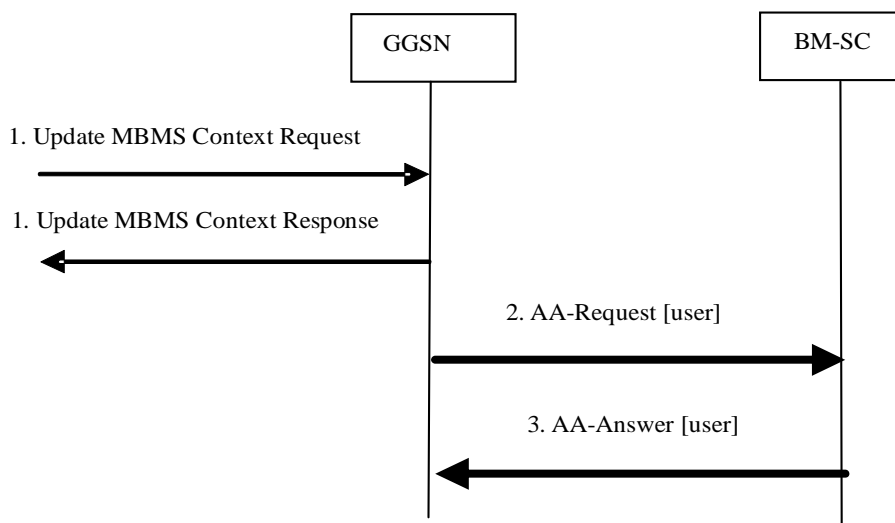 GGSN
BM-SC
1. Update MBMS Context Request
1. Update MBMS Context Response
2. AA-Request [user]
3. AA-Answer [user]